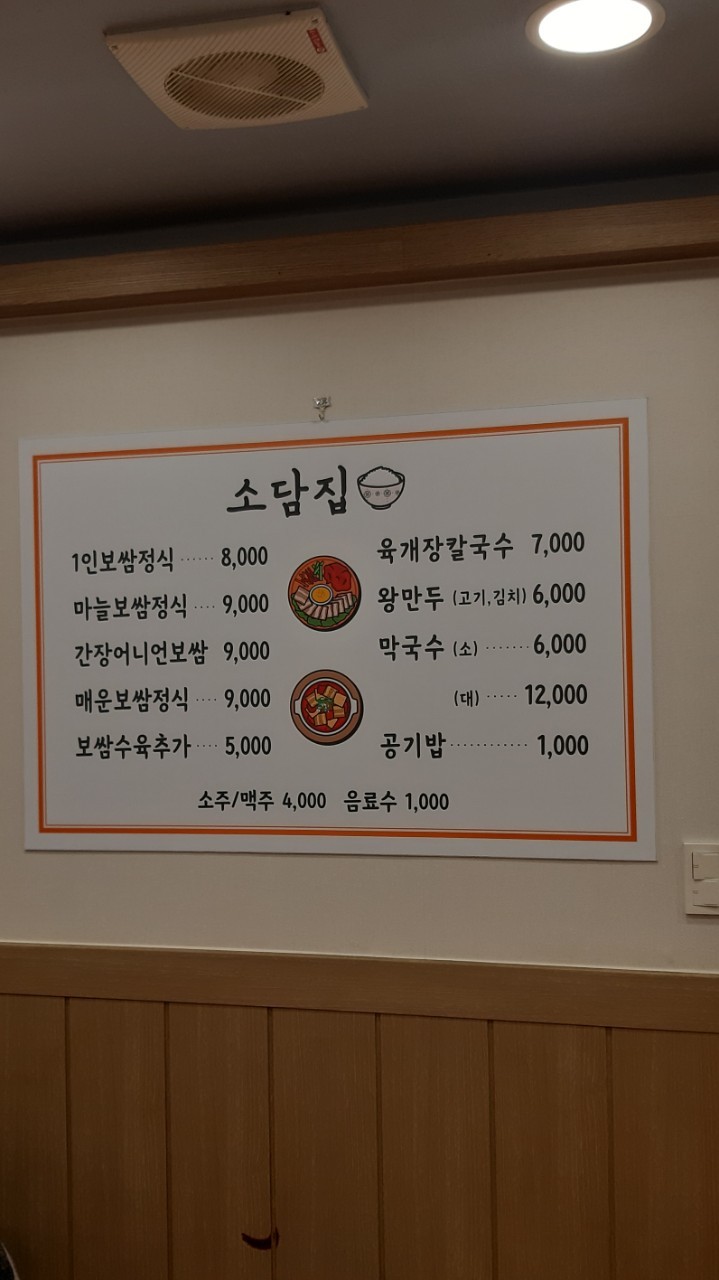 소담집
1인보쌈정식 ······ 8,000
마늘보쌈정식 ···· 9,000
간장어니언보쌈 9,000
매운보쌈정식 ···· 9,000
보쌈수육추가 ···· 5,000
육개장칼국수 7,000
왕만두 (고기,김치) 6,000
막국수 (소) ······· 6,000
(대) ····· 12,000
공기밥 ············ 1,000
소주/맥주 4,000 음료수 1,000